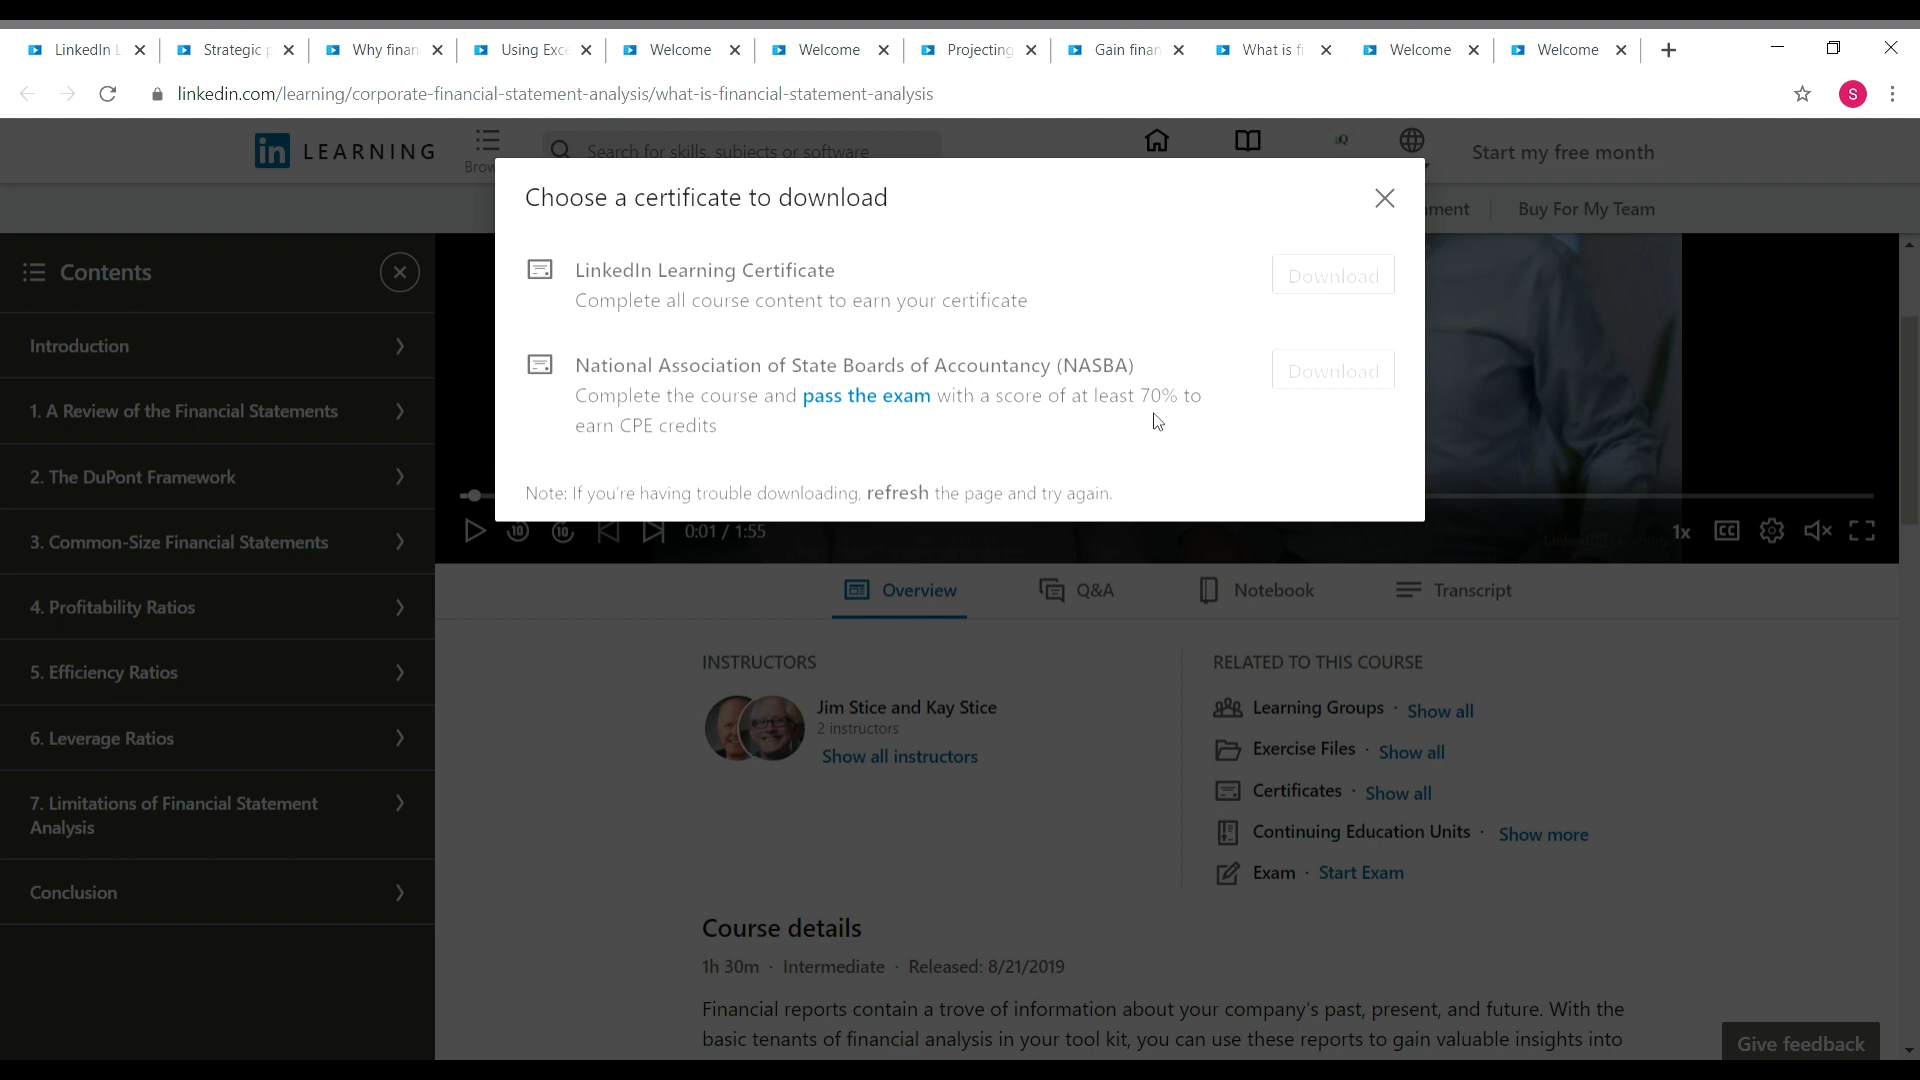 LinkedIn L
Strategic p
Why finan
Using Exce
Welcome
Welcome
Projecting
Gain finan
What is fi
Welcome
Welcome
linkedin.com/learning/corporate-financial-statement-analysis/what-is-financial-statement-analysis
S
in LEARNING
Brow
Search for skills, subjects or software
Start my free month
Buy For My Team
Choose a certificate to download
LinkedIn Learning Certificate
Complete all course content to earn your certificate
Download
National Association of State Boards of Accountancy (NASBA)
Complete the course and pass the exam with a score of at least 70% to
earn CPE credits
Download
Note: If you're having trouble downloading, refresh the page and try again.
Contents
Introduction
1. A Review of the Financial Statements
2. The DuPont Framework
3. Common-Size Financial Statements
4. Profitability Ratios
5. Efficiency Ratios
6. Leverage Ratios
7. Limitations of Financial Statement
Analysis
Conclusion
10
10
0:01 / 1:55
1x
CC
Overview
Q&A
Notebook
Transcript
INSTRUCTORS
Jim Stice and Kay Stice
2 instructors
Show all instructors
RELATED TO THIS COURSE
Learning Groups · Show all
Exercise Files · Show all
Certificates · Show all
Continuing Education Units · Show more
Exam · Start Exam
Course details
1h 30m · Intermediate · Released: 8/21/2019
Financial reports contain a trove of information about your company's past, present, and future. With the
basic tenants of financial analysis in your tool kit, you can use these reports to gain valuable insights into
Give feedback